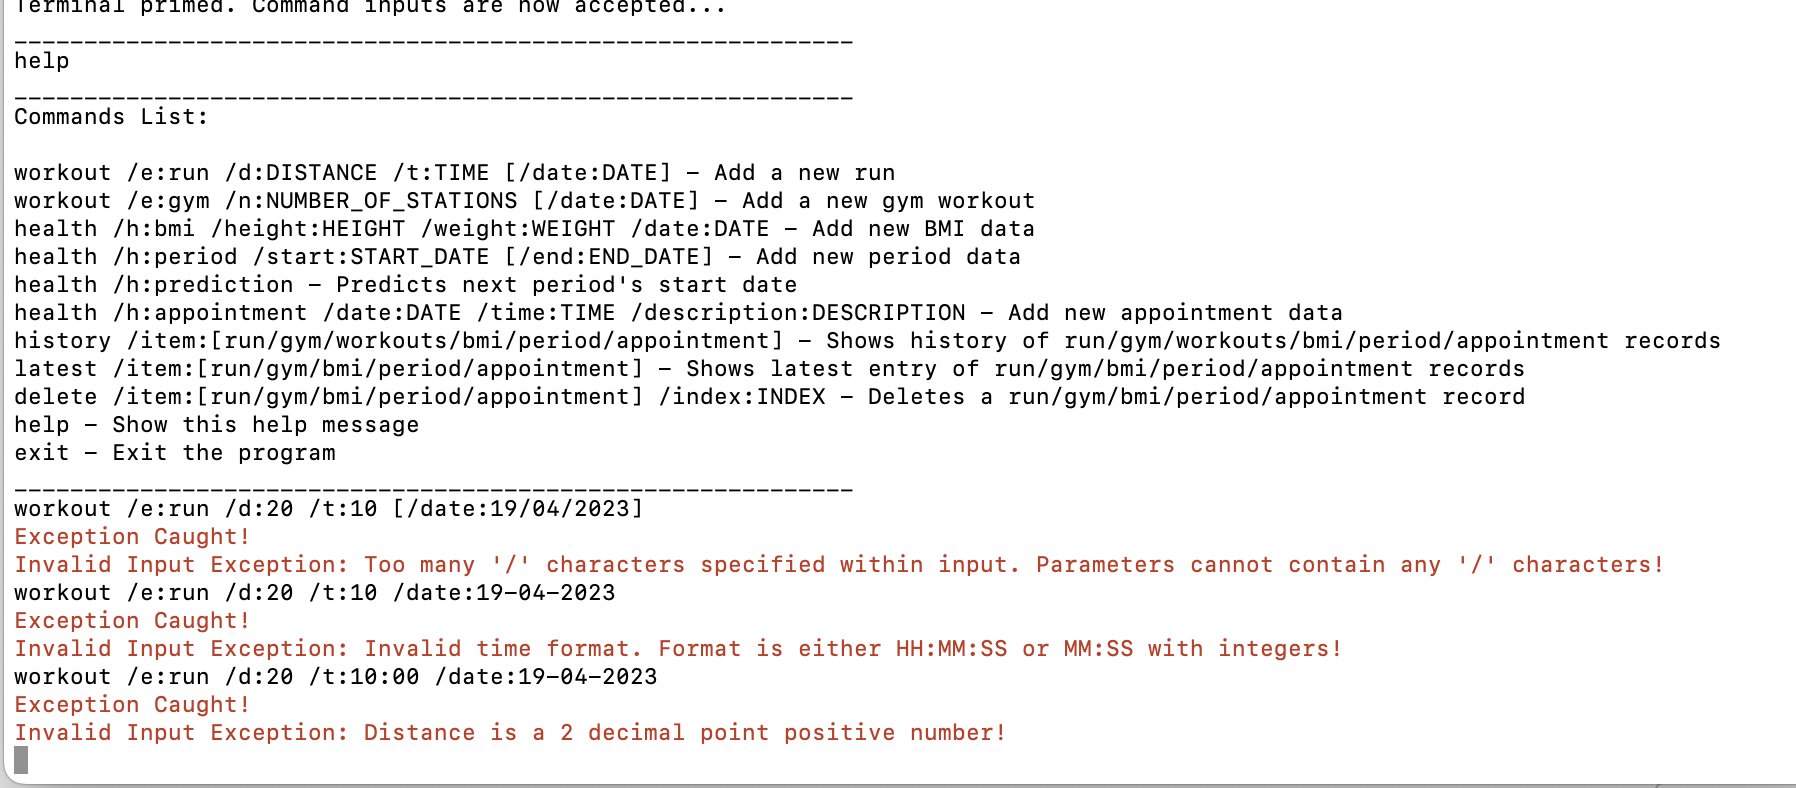 Terminal primed. Command inputs are now accepted...
____________________________________________________________
help
____________________________________________________________
Commands List:
workout /e:run /d:DISTANCE /t:TIME [/date:DATE] - Add a new run
workout /e:gym /n:NUMBER_OF_STATIONS [/date:DATE] - Add a new gym workout
health /h:bmi /height:HEIGHT /weight:WEIGHT /date:DATE - Add new BMI data
health /h:period /start:START_DATE [/end:END_DATE] - Add new period data
health /h:prediction - Predicts next period's start date
health /h:appointment /date:DATE /time:TIME /description:DESCRIPTION - Add new appointment data
history /item:[run/gym/workouts/bmi/period/appointment] - Shows history of run/gym/workouts/bmi/period/appointment records
latest /item:[run/gym/bmi/period/appointment] - Shows latest entry of run/gym/bmi/period/appointment records
delete /item:[run/gym/bmi/period/appointment] /index:INDEX - Deletes a run/gym/bmi/period/appointment record
help - Show this help message
exit - Exit the program
____________________________________________________________
workout /e:run /d:20 /t:10 [/date:19/04/2023]
Exception Caught!
Invalid Input Exception: Too many '/' characters specified within input. Parameters cannot contain any '/' characters!
workout /e:run /d:20 /t:10 /date:19-04-2023
Exception Caught!
Invalid Input Exception: Invalid time format. Format is either HH:MM:SS or MM:SS with integers!
workout /e:run /d:20 /t:10:00 /date:19-04-2023
Exception Caught!
Invalid Input Exception: Distance is a 2 decimal point positive number!